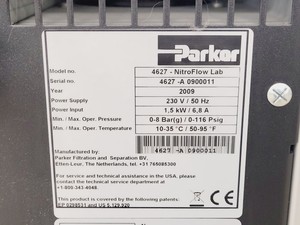 Parker
Model no. 4627 - NitroFlow Lab
Serial no. 4627 -A 0900011
Year 2009
Power Supply 230 V / 50 Hz
Power Input 1,5 kW / 6,8 A
Min. / Max. Oper. Pressure 0-8 Bar(g) / 0-116 Psig
Min. / Max. Oper. Temperature 10-35 °C / 50-95 °F
4627 -A 0900011
Manufactured by:
Parker Filtration and Separation BV.
Etten Leur, The Netherlands, tel. +31 765085300
For service and assistance in the USA, please
contact the technical service department at
+1-800-343-4048.
This product is covered by the following patents:
EP 0299531 and US 5,129,920
CE